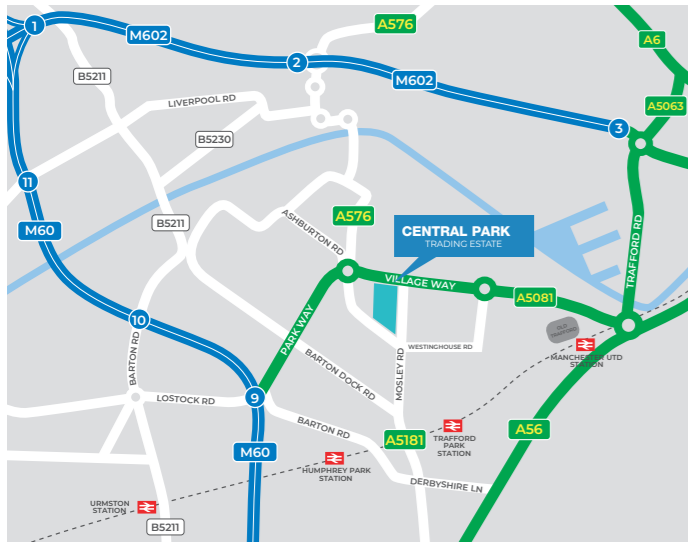 A576
1
M602
A6
2
B5211
M602
LIVERPOOL RD
A5063
B5230
3
11
A576
B5211
ASHBURTON RD
CENTRAL PARK
TRADING ESTATE
TRAFFORD RD
M60
VILLAGE WAY
A5081
10
PARK WAY
OLD
TRAFFORD
WESTINGHOUSE RD
MANCHESTER UTD
STATION
BARTON RD
BARTON DOCK RD
MOSLEY RD
LOSTOCK RD
9
BARTON RD
A5181
TRAFFORD
PARK
STATION
A56
M60
HUMPHREY PARK
STATION
DERBYSHIRE LN
URMSTON
STATION
B5211